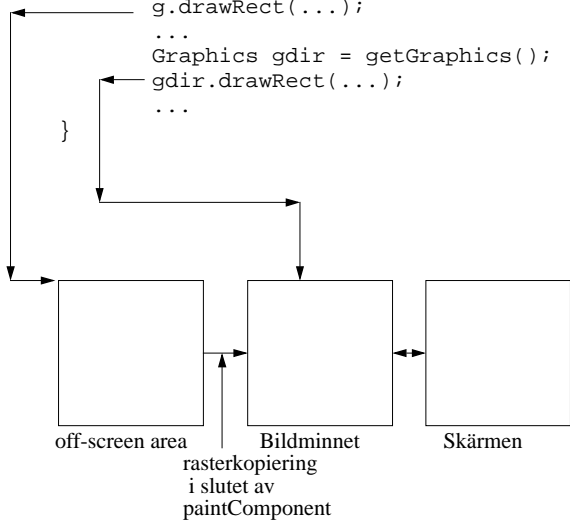 g.drawRect(...);
...
Graphics gdir = getGraphics();
gdir.drawRect(...);
...
}
off-screen area
Bildminnet
Skärmen
rasterkopiering
i slutet av
paintComponent